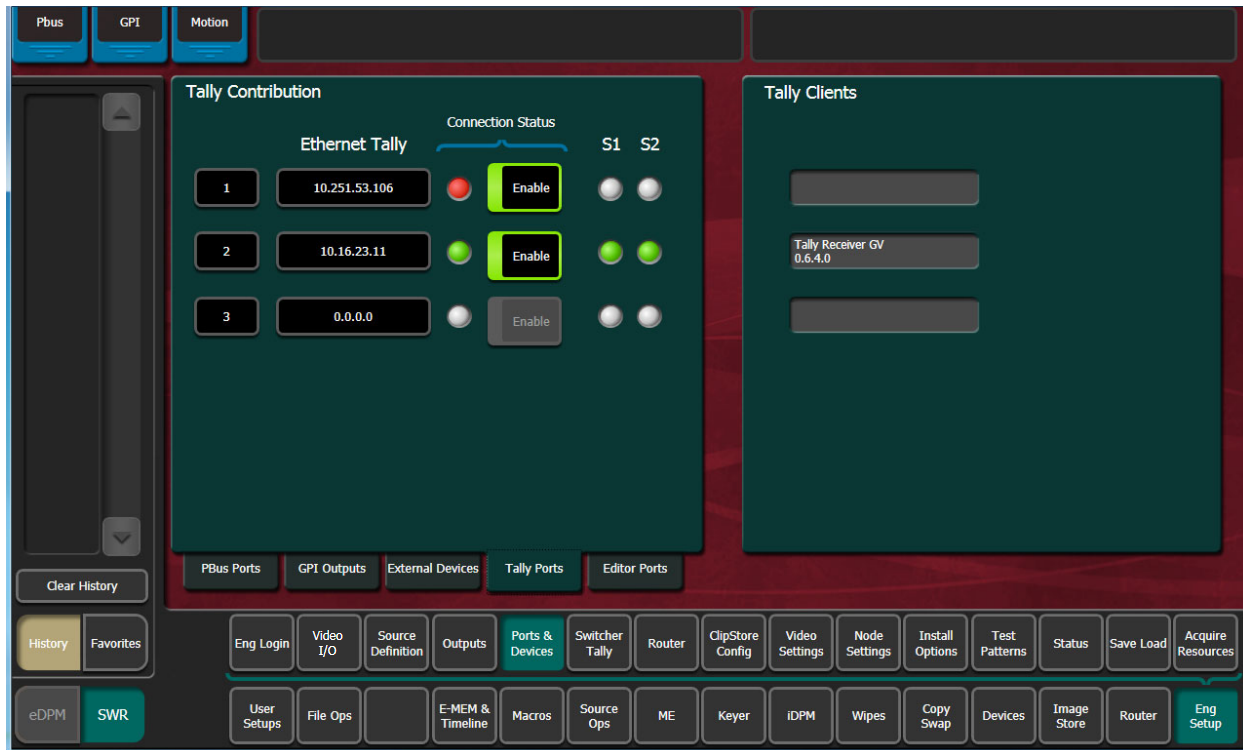 Pbus
GPI
Motion
Tally Contribution
Connection Status
Ethernet Tally
S1 S2
1
10.251.53.106
Enable
2
10.16.23.11
Enable
3
0.0.0.0
Enable
Tally Clients
Tally Receiver GV
0.6.4.0
PBus Ports
GPI Outputs
External Devices
Tally Ports
Editor Ports
Clear History
History
Favorites
Eng Login
Video
I/O
Source
Definition
Outputs
Ports &
Devices
Switcher
Tally
Router
ClipStore
Config
Video
Settings
Node
Settings
Install
Options
Test
Patterns
Status
Save Load
Acquire
Resources
eDPM
SWR
User
Setups
File Ops
E-MEM &
Timeline
Macros
Source
Ops
ME
Keyer
iDPM
Wipes
Copy
Swap
Devices
Image
Store
Router
Eng
Setup